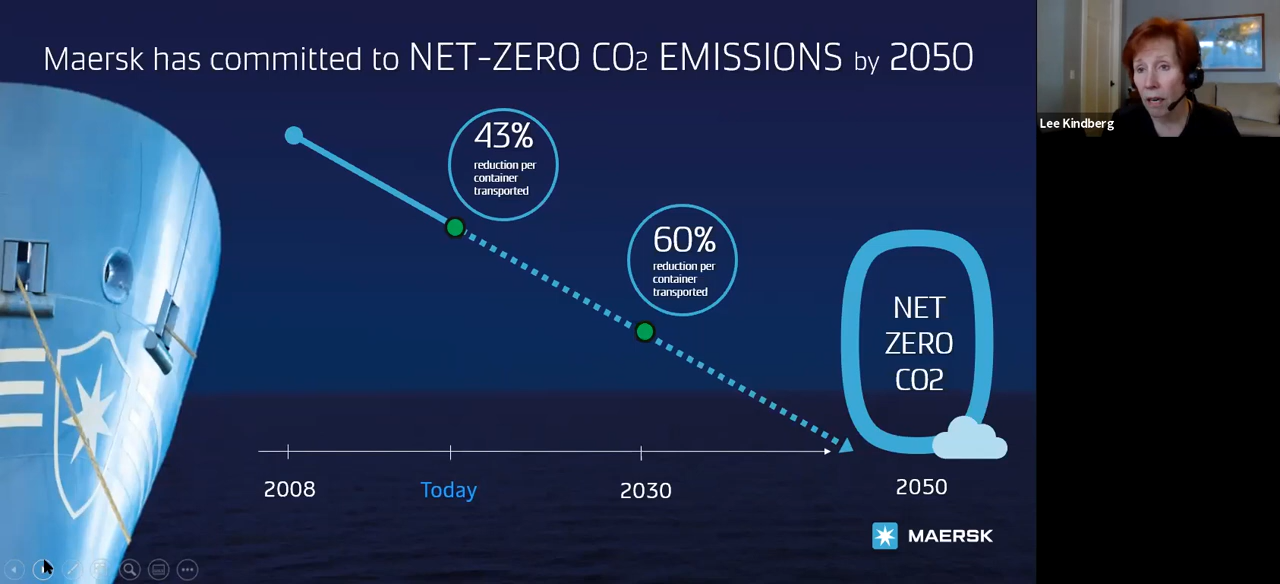 Maersk has committed to NET-ZERO CO2 EMISSIONS by 2050
Lee Kindberg
43%
reduction per
container
transported
60%
reduction per
container
transported
NET
ZERO
CO2
2008
Today
2030
2050
MAERSK